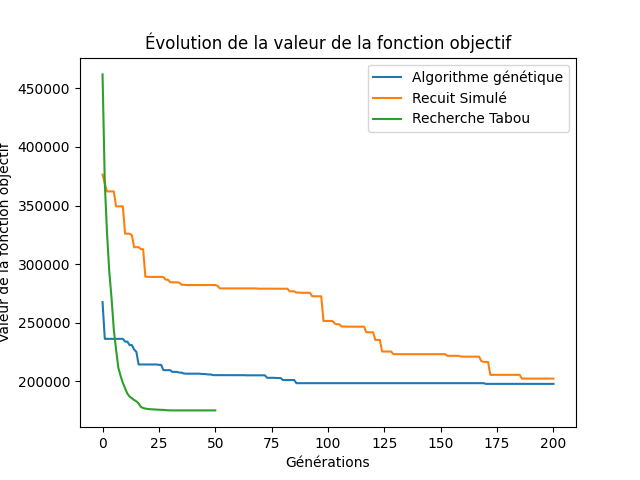 Évolution de la valeur de la fonction objectif
Algorithme génétique
Recuit Simulé
Recherche Tabou
450000
400000
350000
300000
250000
200000
Valeur de la fonction objectif
0 25 50 75 100 125 150 175 200
Générations